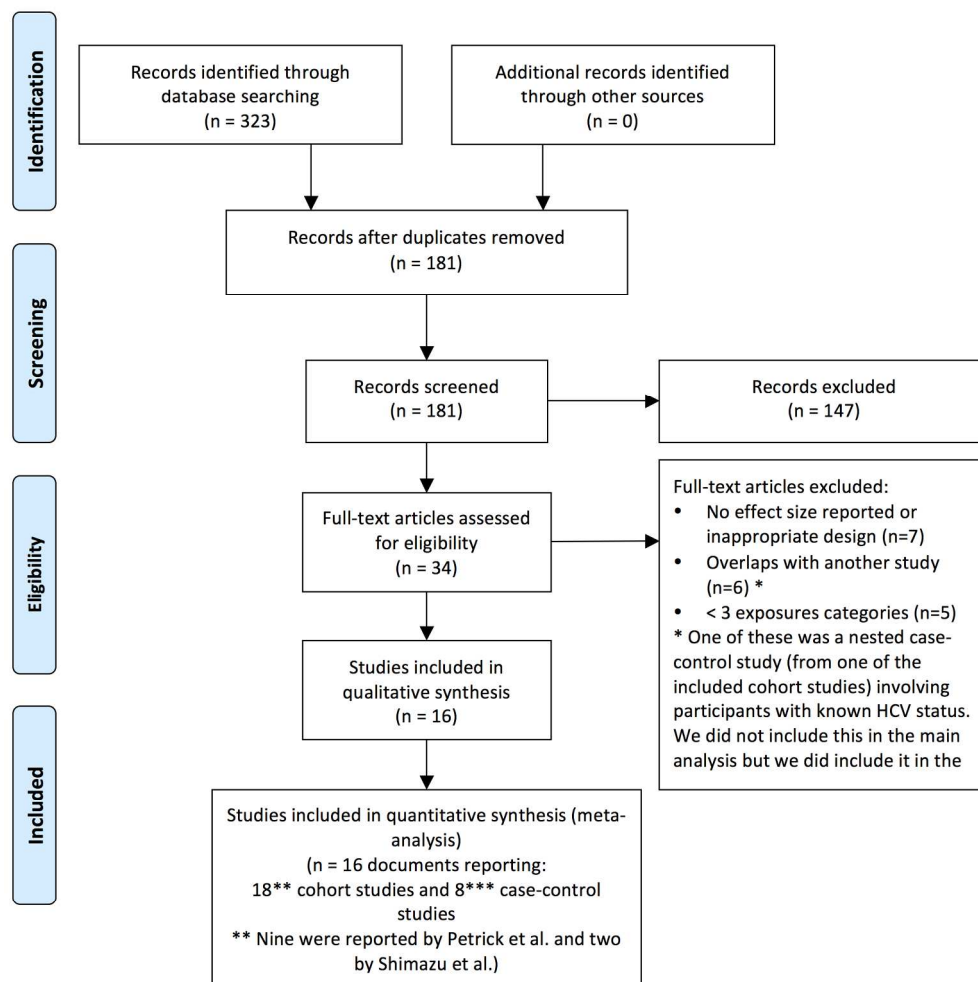 Identification
Records identified through
database searching
(n = 323)
Additional records identified
through other sources
(n = 0)
Records after duplicates removed
(n = 181)
Screening
Records screened
(n = 181)
Records excluded
(n = 147)
Eligibility
Full-text articles assessed
for eligibility
(n = 34)
Full-text articles excluded:
• No effect size reported or
inappropriate design (n=7)
• Overlaps with another study
(n=6) *
• < 3 exposures categories (n=5)
* One of these was a nested case-
control study (from one of the
included cohort studies) involving
participants with known HCV status.
We did not include this in the main
analysis but we did include it in the
Studies included in
qualitative synthesis
(n = 16)
Included
Studies included in quantitative synthesis (meta-
analysis)
(n = 16 documents reporting:
18** cohort studies and 8*** case-control
studies
** Nine were reported by Petrick et al. and two
by Shimazu et al.)